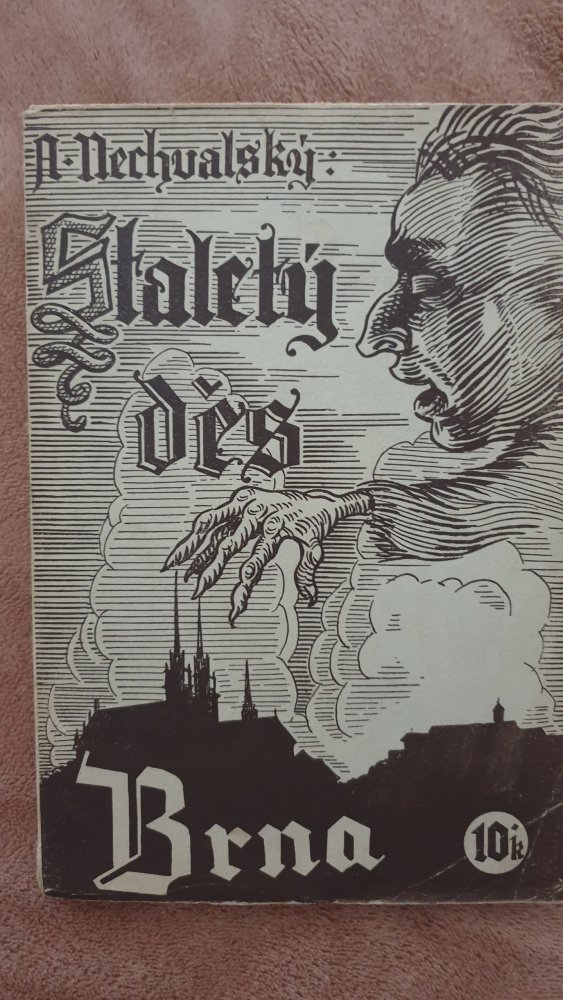 A. Nechvalský:
Staletý
děs
Brna
10k